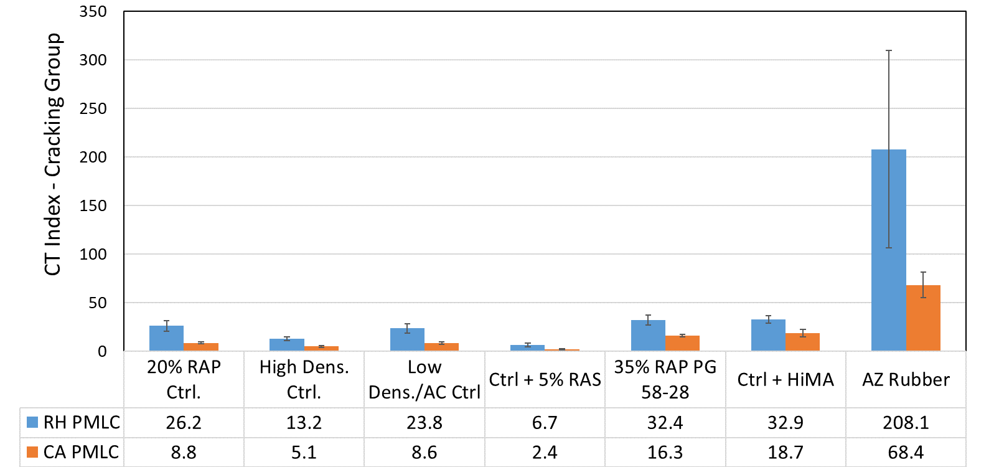 CT Index - Cracking Group
350
300
250
200
150
100
50
0
20% RAP
Ctrl.
High Dens.
Ctrl.
Low
Dens./AC Ctrl
Ctrl + 5% RAS
35% RAP PG
58-28
Ctrl + HiMA
AZ Rubber
RH PMLC 26.2 13.2 23.8 6.7 32.4 32.9 208.1
CA PMLC 8.8 5.1 8.6 2.4 16.3 18.7 68.4